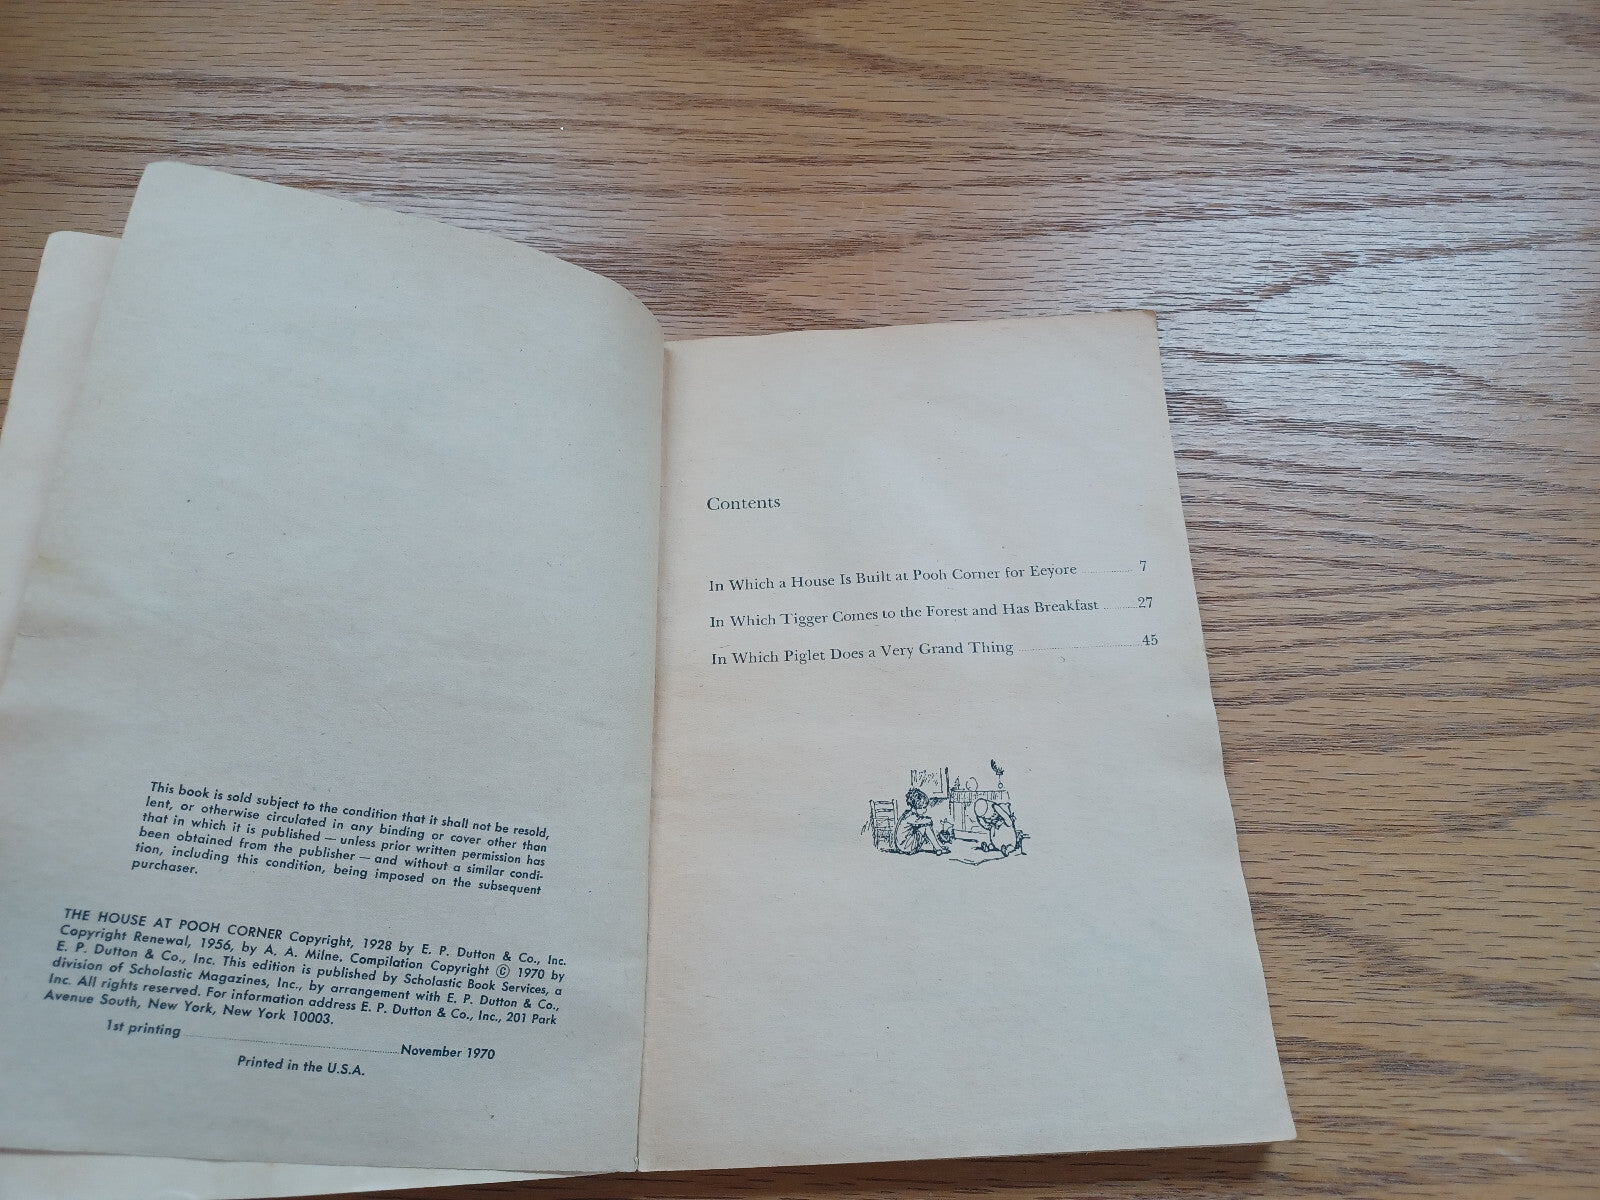 This book is sold subject to the condition that it shall not be resold,
lent, or otherwise circulated in any binding or cover other than
that in which it is published — unless prior written permission has
been obtained from the publisher — and without a similar condi-
tion, including this condition, being imposed on the subsequent
purchaser.
THE HOUSE AT POOH CORNER Copyright, 1928 by E. P. Dutton & Co., Inc.
Copyright Renewal, 1956, by A. A. Milne. Compilation Copyright © 1970 by
E. P. Dutton & Co., Inc. This edition is published by Scholastic Book Services, a
division of Scholastic Magazines, Inc., by arrangement with E. P. Dutton & Co.,
Inc. All rights reserved. For information address E. P. Dutton & Co., Inc., 201 Park
Avenue South, New York, New York 10003.
1st printing ........ November 1970
Printed in the U.S.A.
Contents
In Which a House Is Built at Pooh Corner for Eeyore ........ 7
In Which Tigger Comes to the Forest and Has Breakfast ........ 27
In Which Piglet Does a Very Grand Thing ........ 45